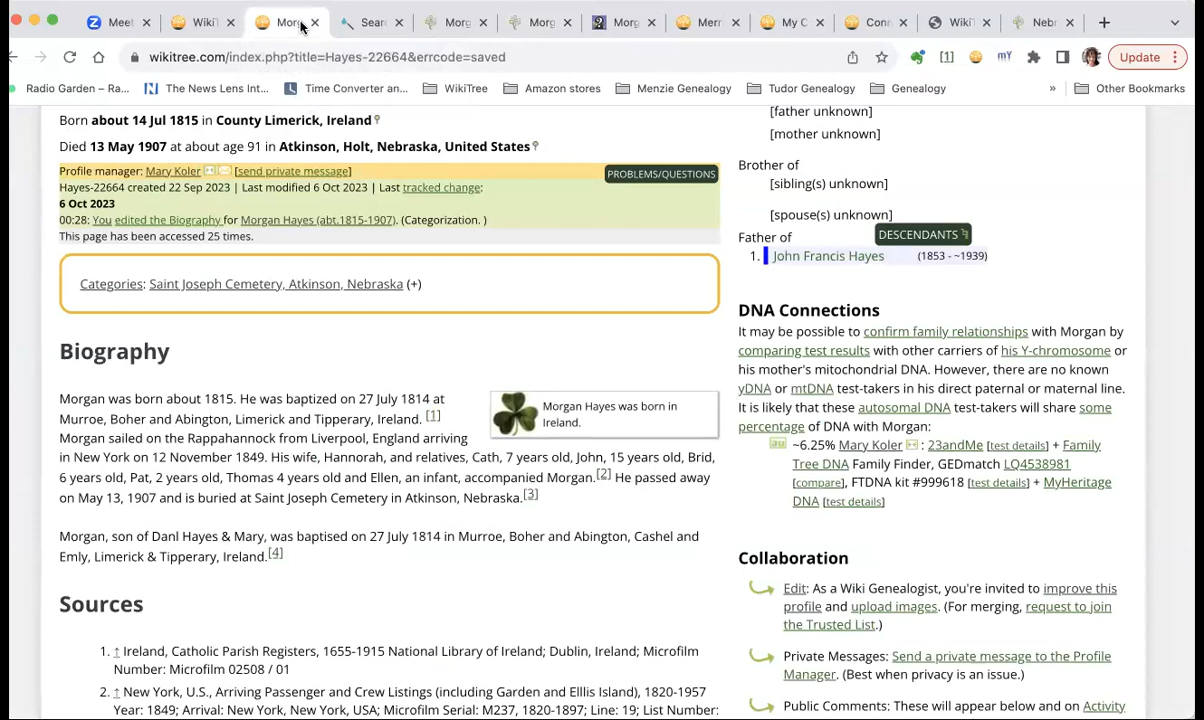 Meet
WikiT
Morg
Sear
Morg
Morg
Morg
Merr
My C
Conn
WikiT
Neb
wikitree.com/index.php?title=Hayes-22664&errcode=saved
[1]
mY
Update
Radio Garden – Ra...
The News Lens Int...
Time Converter an...
WikiTree
Amazon stores
Menzie Genealogy
Tudor Genealogy
Genealogy
»
Other Bookmarks
Born about 14 Jul 1815 in County Limerick, Ireland
Died 13 May 1907 at about age 91 in Atkinson, Holt, Nebraska, United States
Profile manager: Mary Koler [send private message]
PROBLEMS/QUESTIONS
Hayes-22664 created 22 Sep 2023 | Last modified 6 Oct 2023 | Last tracked change:
6 Oct 2023
00:28: You edited the Biography for Morgan Hayes (abt.1815-1907). (Categorization. )
This page has been accessed 25 times.
Categories: Saint Joseph Cemetery, Atkinson, Nebraska (+)
Biography
Morgan was born about 1815. He was baptized on 27 July 1814 at
Murroe, Boher and Abington, Limerick and Tipperary, Ireland. [1]
Morgan sailed on the Rappahannock from Liverpool, England arriving
in New York on 12 November 1849. His wife, Hannorah, and relatives, Cath, 7 years old, John, 15 years old, Brid,
6 years old, Pat, 2 years old, Thomas 4 years old and Ellen, an infant, accompanied Morgan.[2] He passed away
on May 13, 1907 and is buried at Saint Joseph Cemetery in Atkinson, Nebraska.[3]
Morgan Hayes was born in
Ireland.
Morgan, son of Danl Hayes & Mary, was baptised on 27 July 1814 in Murroe, Boher and Abington, Cashel and
Emly, Limerick & Tipperary, Ireland.[4]
Sources
1. ↑ Ireland, Catholic Parish Registers, 1655-1915 National Library of Ireland; Dublin, Ireland; Microfilm
Number: Microfilm 02508 / 01
2. ↑ New York, U.S., Arriving Passenger and Crew Listings (including Garden and Elllis Island), 1820-1957
Year: 1849; Arrival: New York, New York, USA; Microfilm Serial: M237, 1820-1897; Line: 19; List Number:
[father unknown]
[mother unknown]
Brother of
[sibling(s) unknown]
[spouse(s) unknown]
DESCENDANTS
Father of
1. John Francis Hayes (1853 - ~1939)
DNA Connections
It may be possible to confirm family relationships with Morgan by
comparing test results with other carriers of his Y-chromosome or
his mother's mitochondrial DNA. However, there are no known
yDNA or mtDNA test-takers in his direct paternal or maternal line.
It is likely that these autosomal DNA test-takers will share some
percentage of DNA with Morgan:
au ~6.25% Mary Koler : 23andMe [test details] + Family
Tree DNA Family Finder, GEDmatch LQ4538981
[compare], FTDNA kit #999618 [test details] + MyHeritage
DNA [test details]
Collaboration
Edit: As a Wiki Genealogist, you're invited to improve this
profile and upload images. (For merging, request to join
the Trusted List.)
Private Messages: Send a private message to the Profile
Manager. (Best when privacy is an issue.)
Public Comments: These will appear below and on Activity